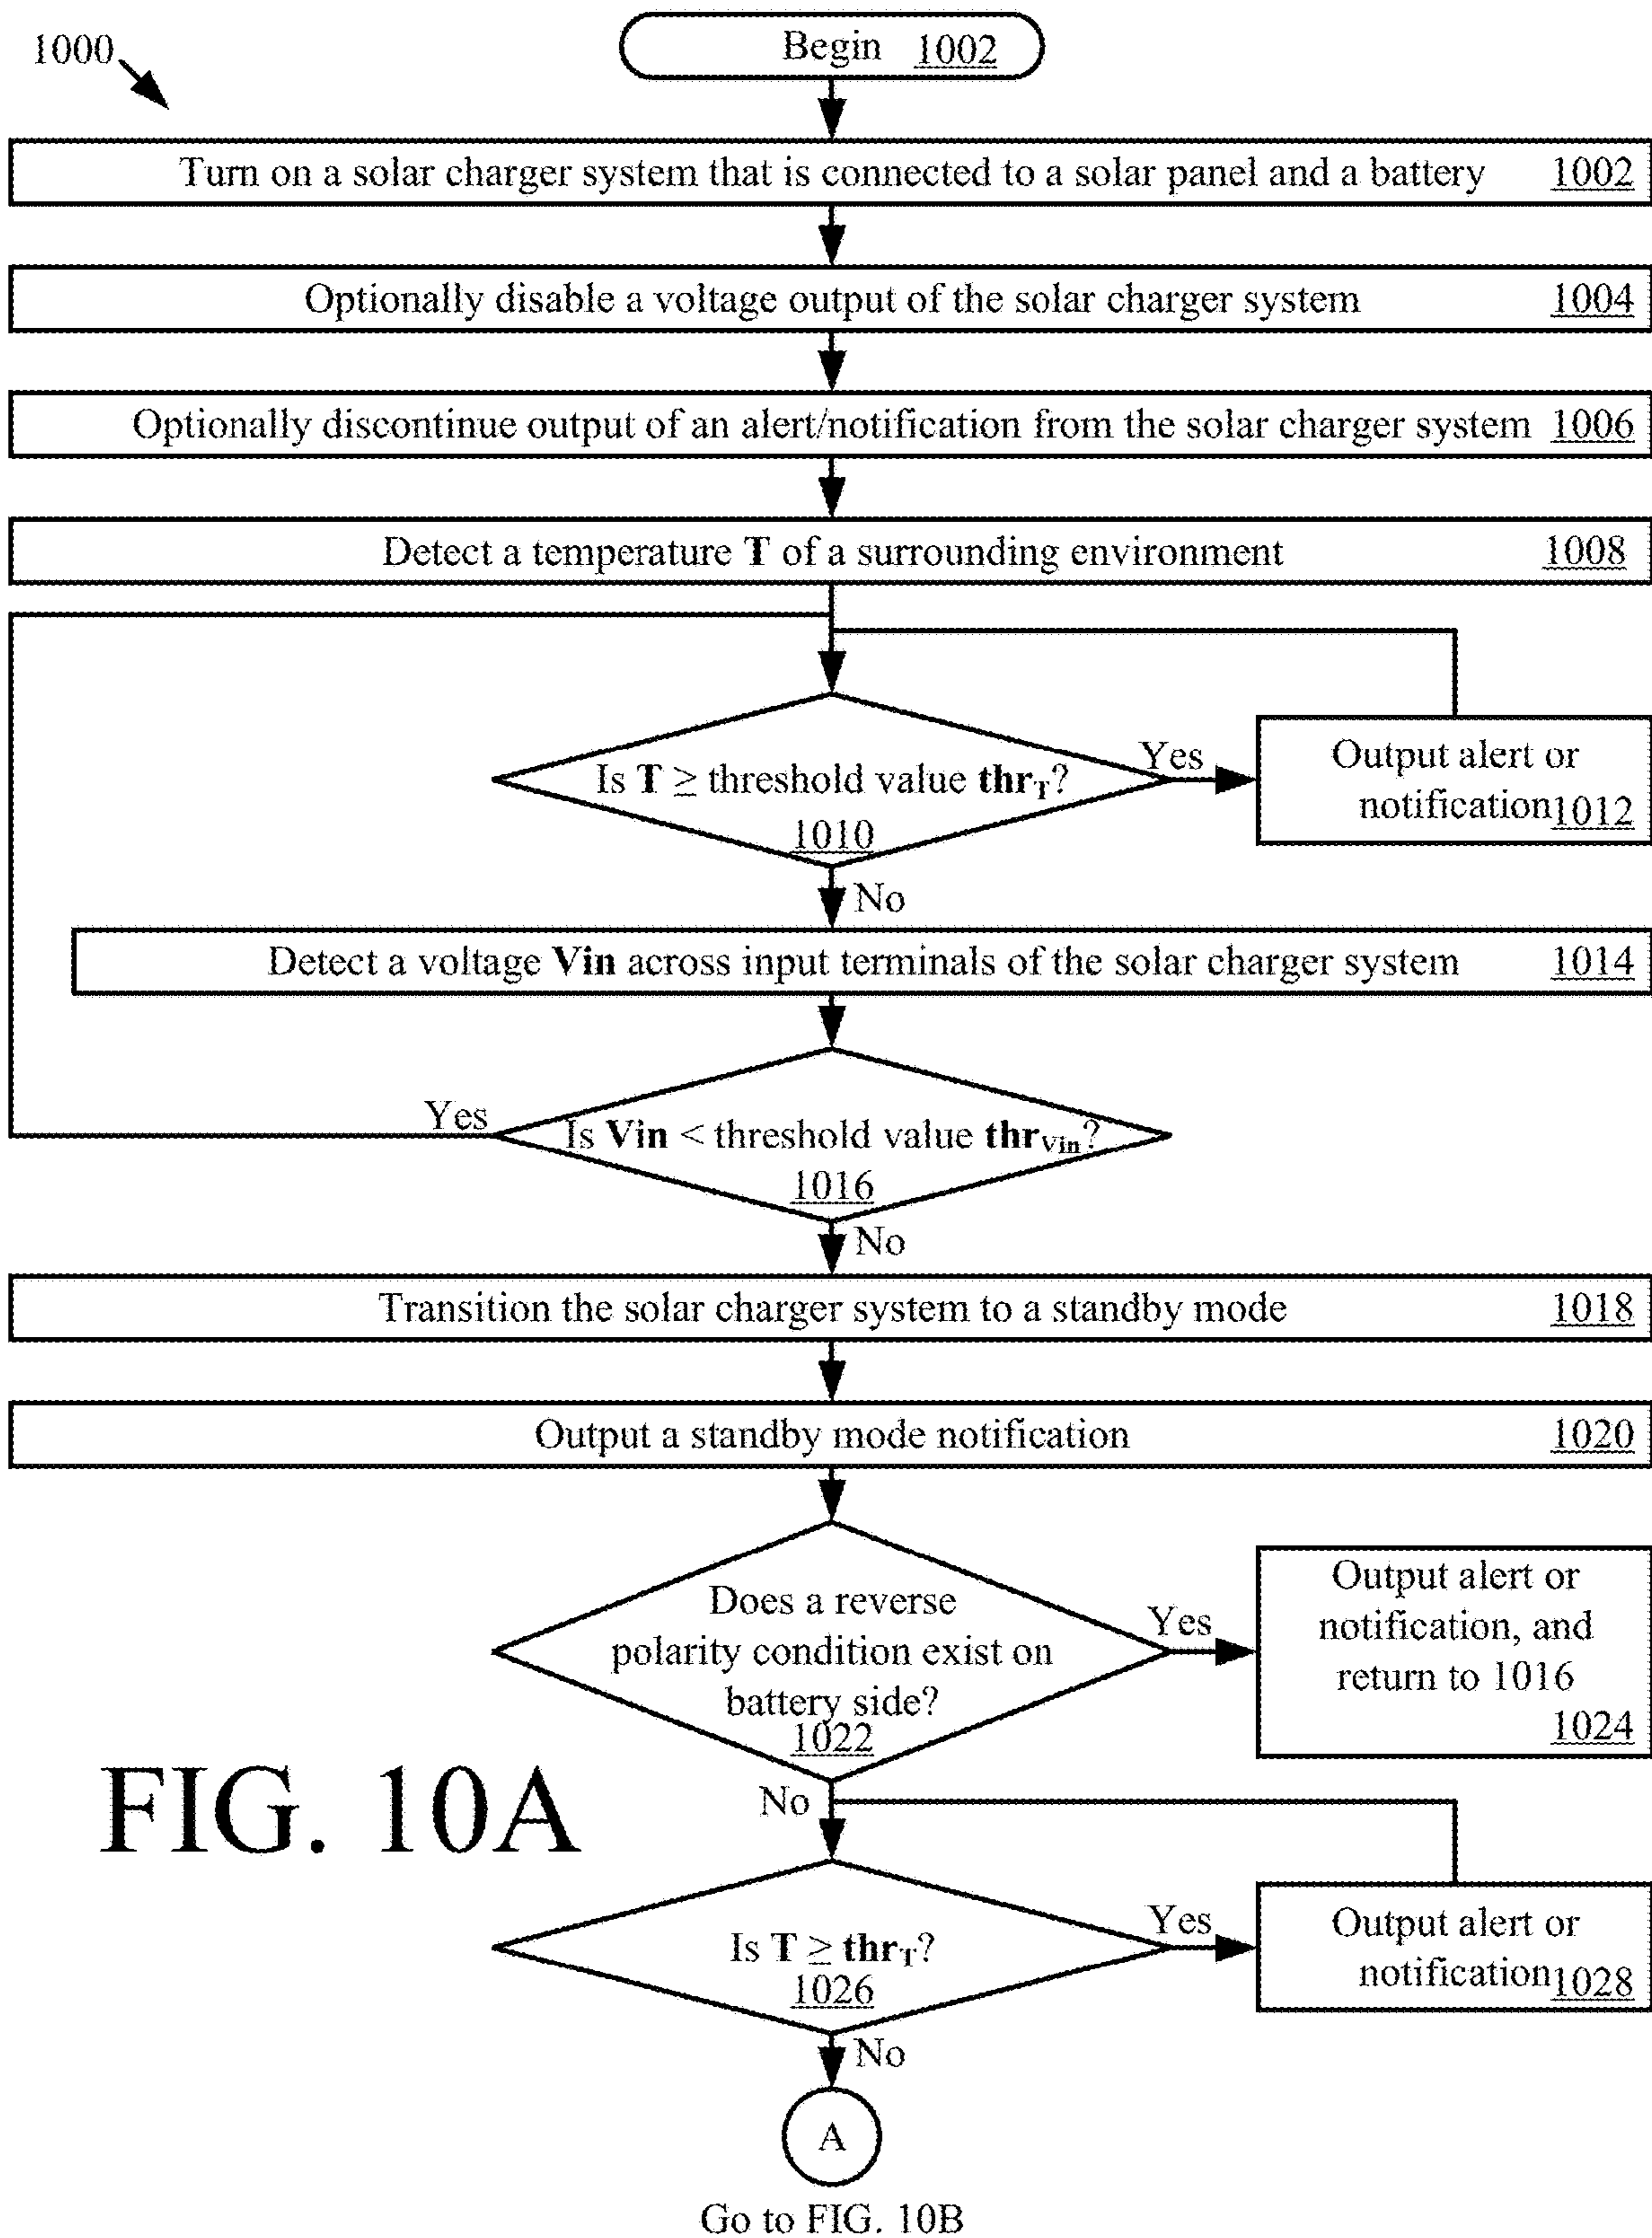 1000
Begin 1002
Turn on a solar charger system that is connected to a solar panel and a battery 1002
Optionally disable a voltage output of the solar charger system 1004
Optionally discontinue output of an alert/notification from the solar charger system 1006
Detect a temperature T of a surrounding environment 1008
Is T ≥ threshold value thrT?
1010
Yes
Output alert or
notification 1012
No
Detect a voltage Vin across input terminals of the solar charger system 1014
Yes
Is Vin < threshold value thrVin?
1016
No
Transition the solar charger system to a standby mode 1018
Output a standby mode notification 1020
Does a reverse
polarity condition exist on
battery side?
1022
Yes
Output alert or
notification, and
return to 1016
1024
No
FIG. 10A
Is T ≥ thrT?
1026
Yes
Output alert or
notification 1028
No
A
Go to FIG. 10B